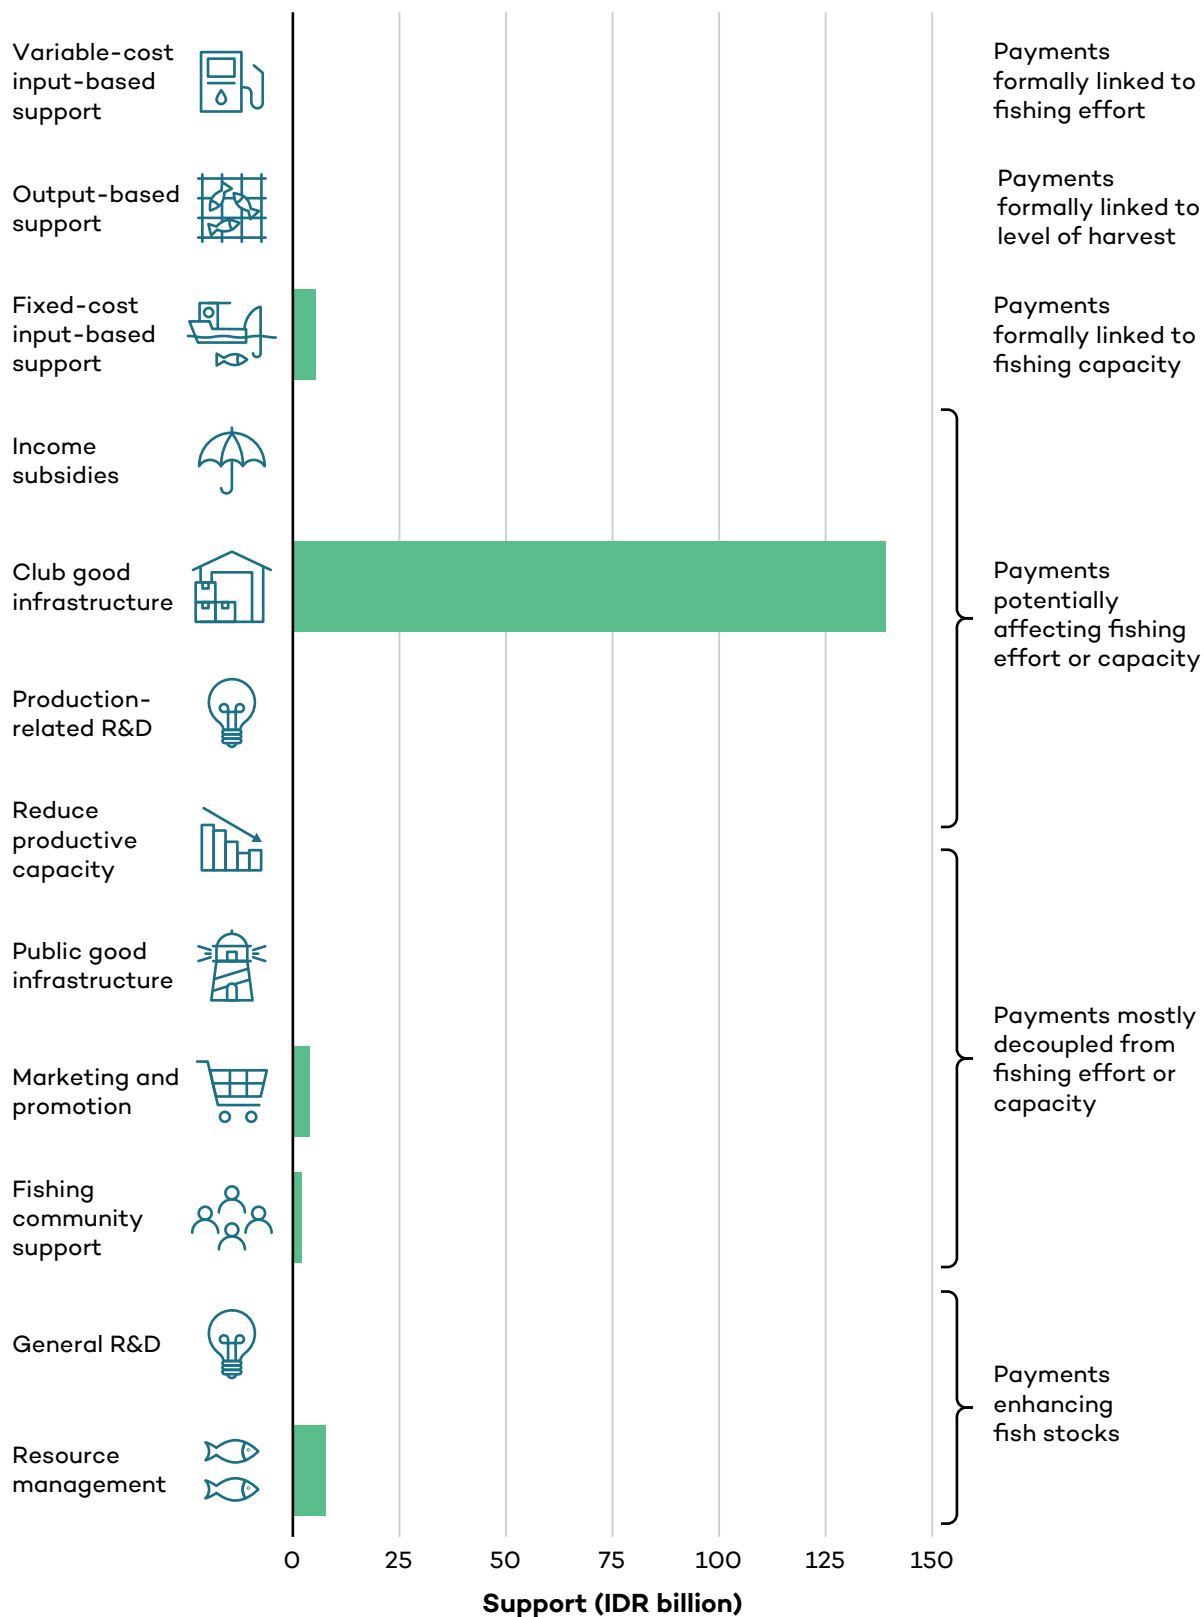 Variable-cost
input-based
support
Payments
formally linked to
fishing effort
Output-based
support
Payments
formally linked to
level of harvest
Fixed-cost
input-based
support
Payments
formally linked to
fishing capacity
Income
subsidies
Club good
infrastructure
Payments
potentially
affecting fishing
effort or capacity
Production-
related R&D
Reduce
productive
capacity
Public good
infrastructure
Marketing and
promotion
Payments mostly
decoupled from
fishing effort or
capacity
Fishing
community
support
General R&D
Resource
management
Payments
enhancing
fish stocks
0 25 50 75 100 125 150
Support (IDR billion)